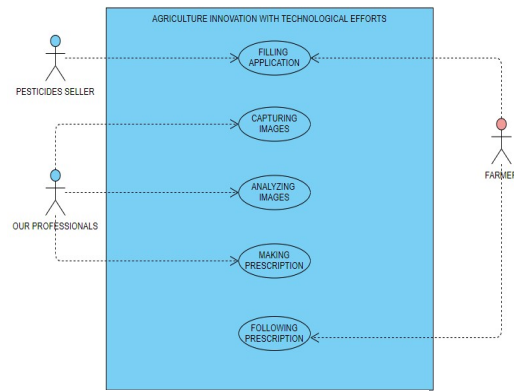 AGRICULTURE INNOVATION WITH TECHNOLOGICAL EFFORTS
FILLING
APPLICATION
PESTICIDES SELLER
CAPTURING
IMAGES
FARMER
ANALYZING
IMAGES
OUR PROFESSIONALS
MAKING
PRESCRIPTION
FOLLOWING
PRESCRIPTION